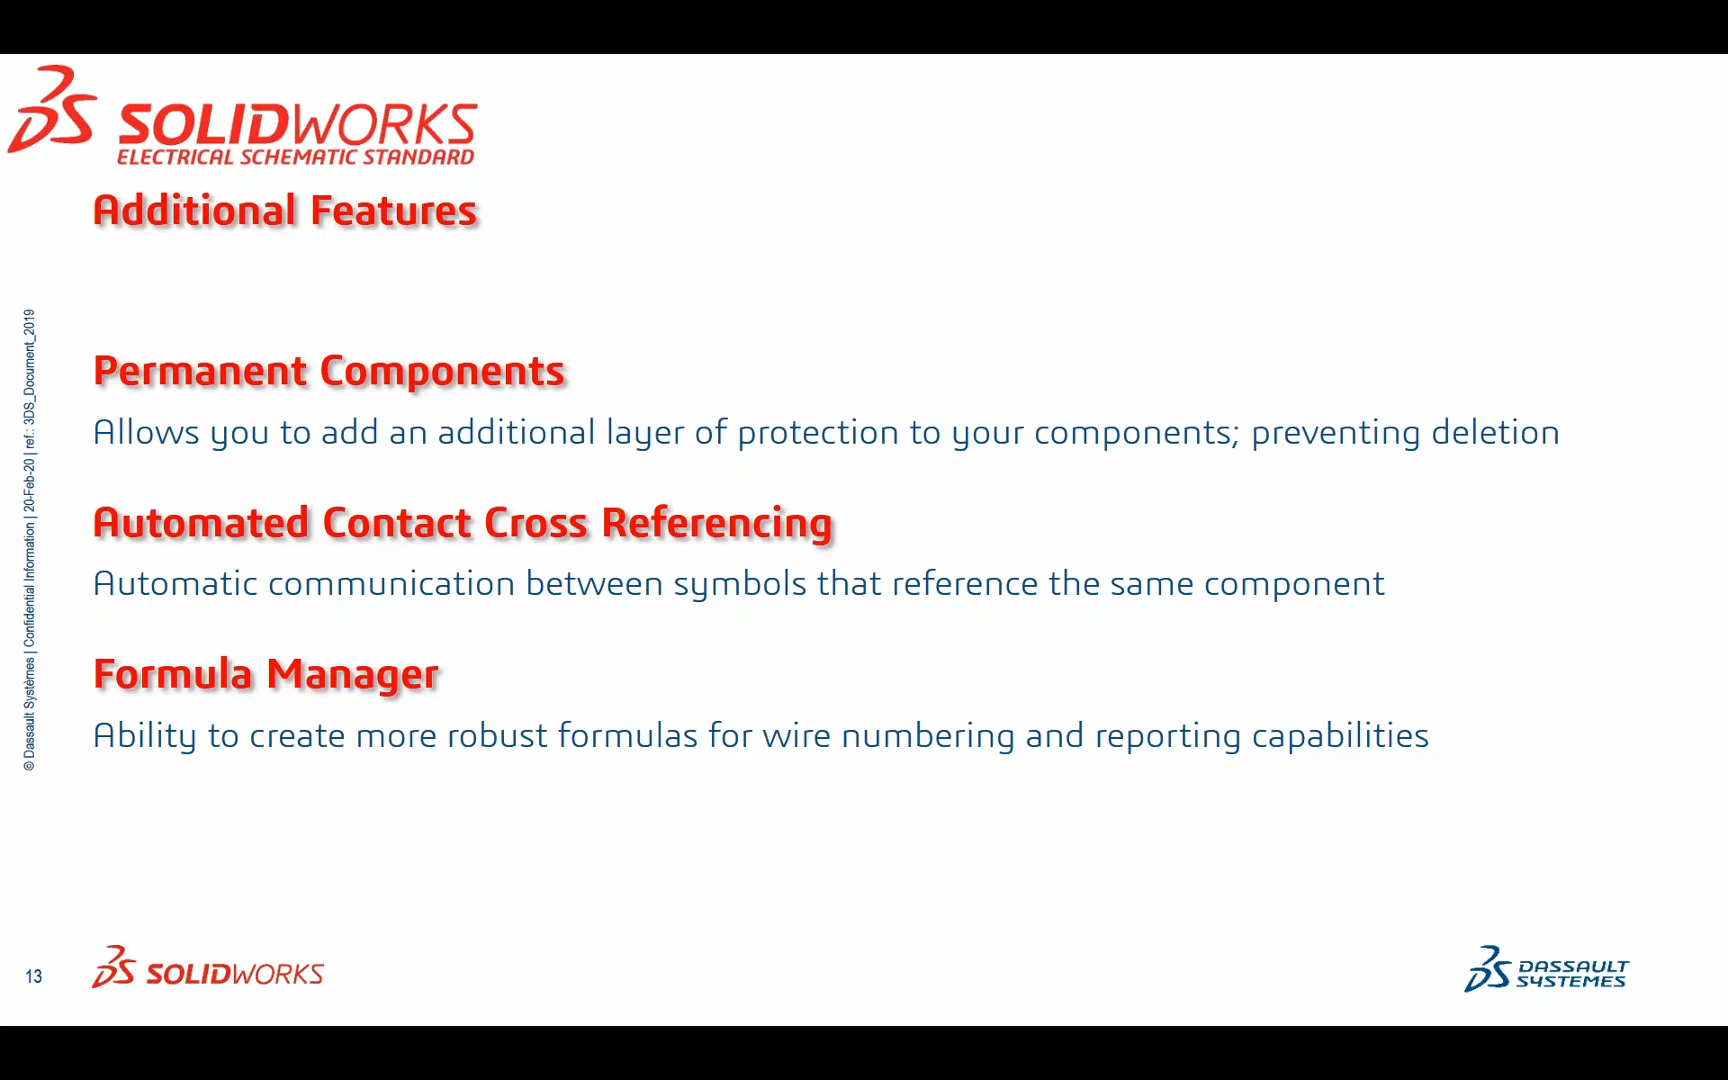 SOLIDWORKS
ELECTRICAL SCHEMATIC STANDARD
Additional Features
Permanent Components
Allows you to add an additional layer of protection to your components; preventing deletion
Automated Contact Cross Referencing
Automatic communication between symbols that reference the same component
Formula Manager
Ability to create more robust formulas for wire numbering and reporting capabilities
© Dassault Systèmes | Confidential Information | 20-Feb-20 | ref.: 3DS_Document_2019
13
SOLIDWORKS
DASSAULT
SYSTEMES